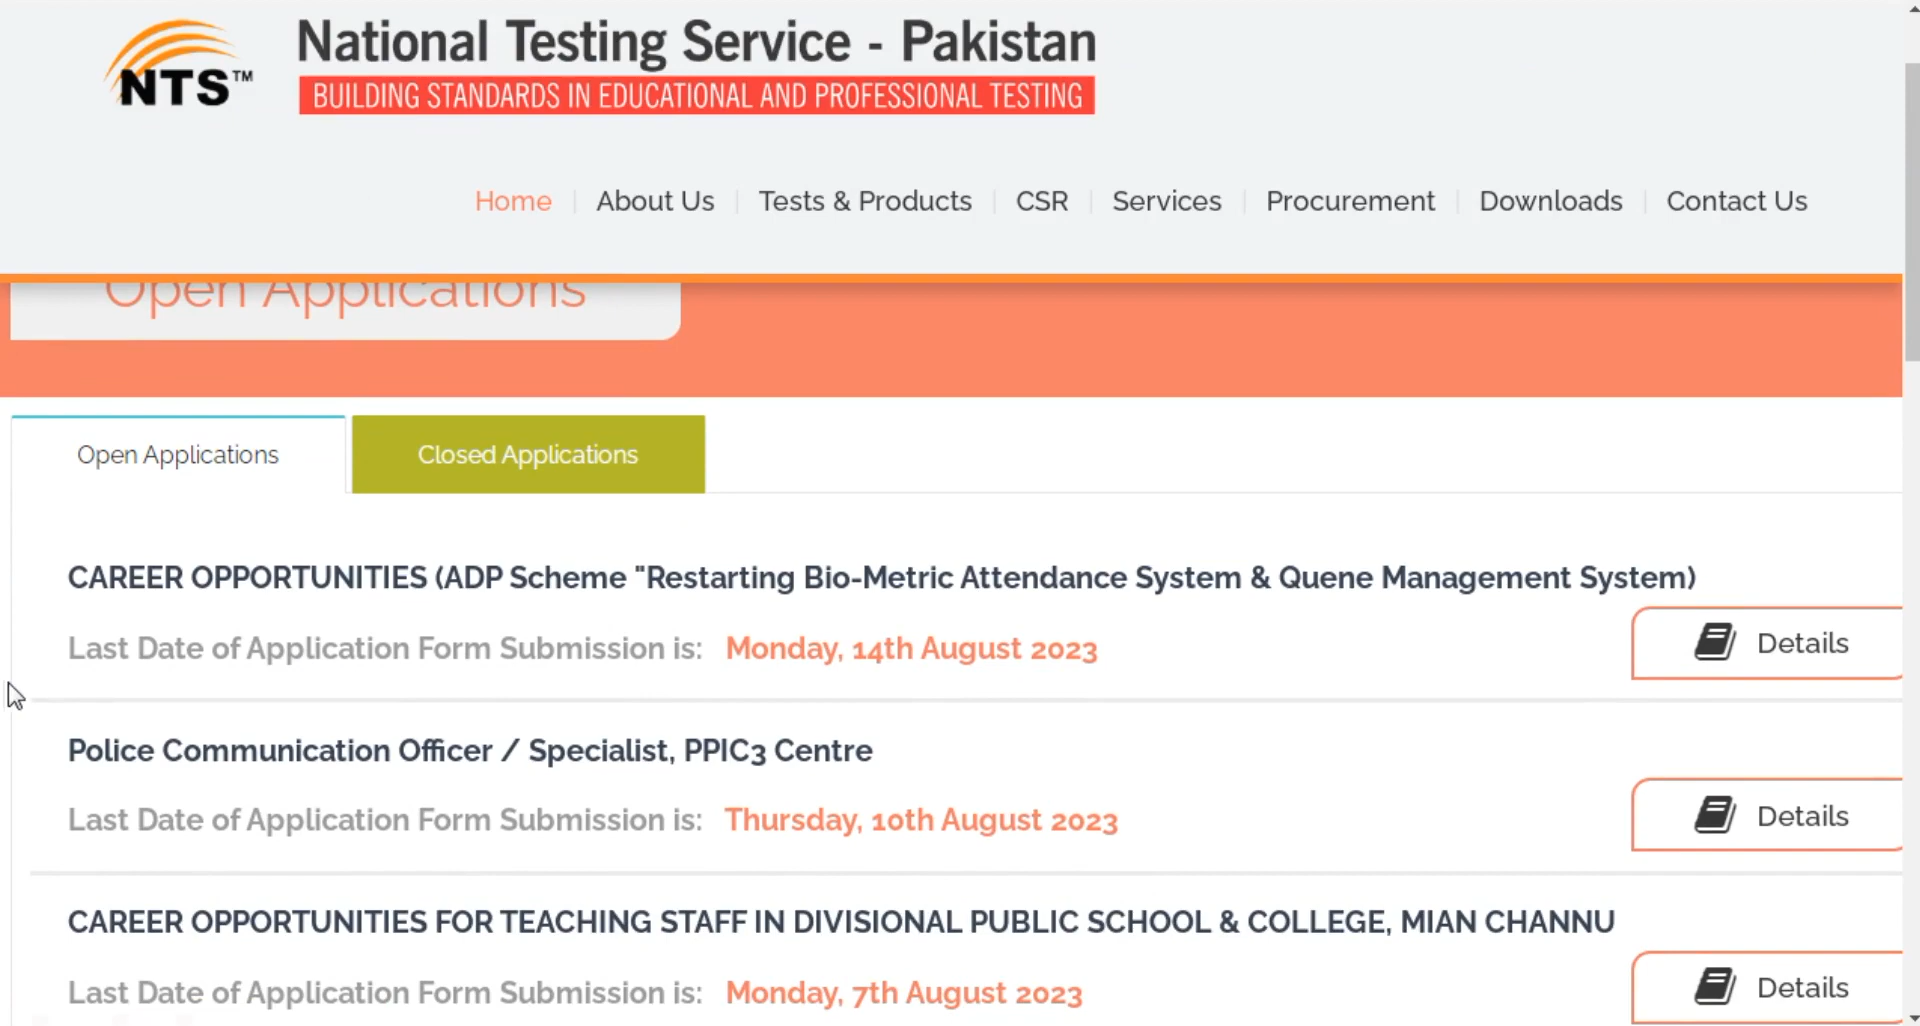 NTS™
National Testing Service - Pakistan
BUILDING STANDARDS IN EDUCATIONAL AND PROFESSIONAL TESTING
Home About Us Tests & Products CSR Services Procurement Downloads Contact Us
Open Applications
Open Applications Closed Applications
CAREER OPPORTUNITIES (ADP Scheme "Restarting Bio-Metric Attendance System & Quene Management System)
Last Date of Application Form Submission is: Monday, 14th August 2023
Details
Police Communication Officer / Specialist, PPIC3 Centre
Last Date of Application Form Submission is: Thursday, 10th August 2023
Details
CAREER OPPORTUNITIES FOR TEACHING STAFF IN DIVISIONAL PUBLIC SCHOOL & COLLEGE, MIAN CHANNU
Last Date of Application Form Submission is: Monday, 7th August 2023
Details